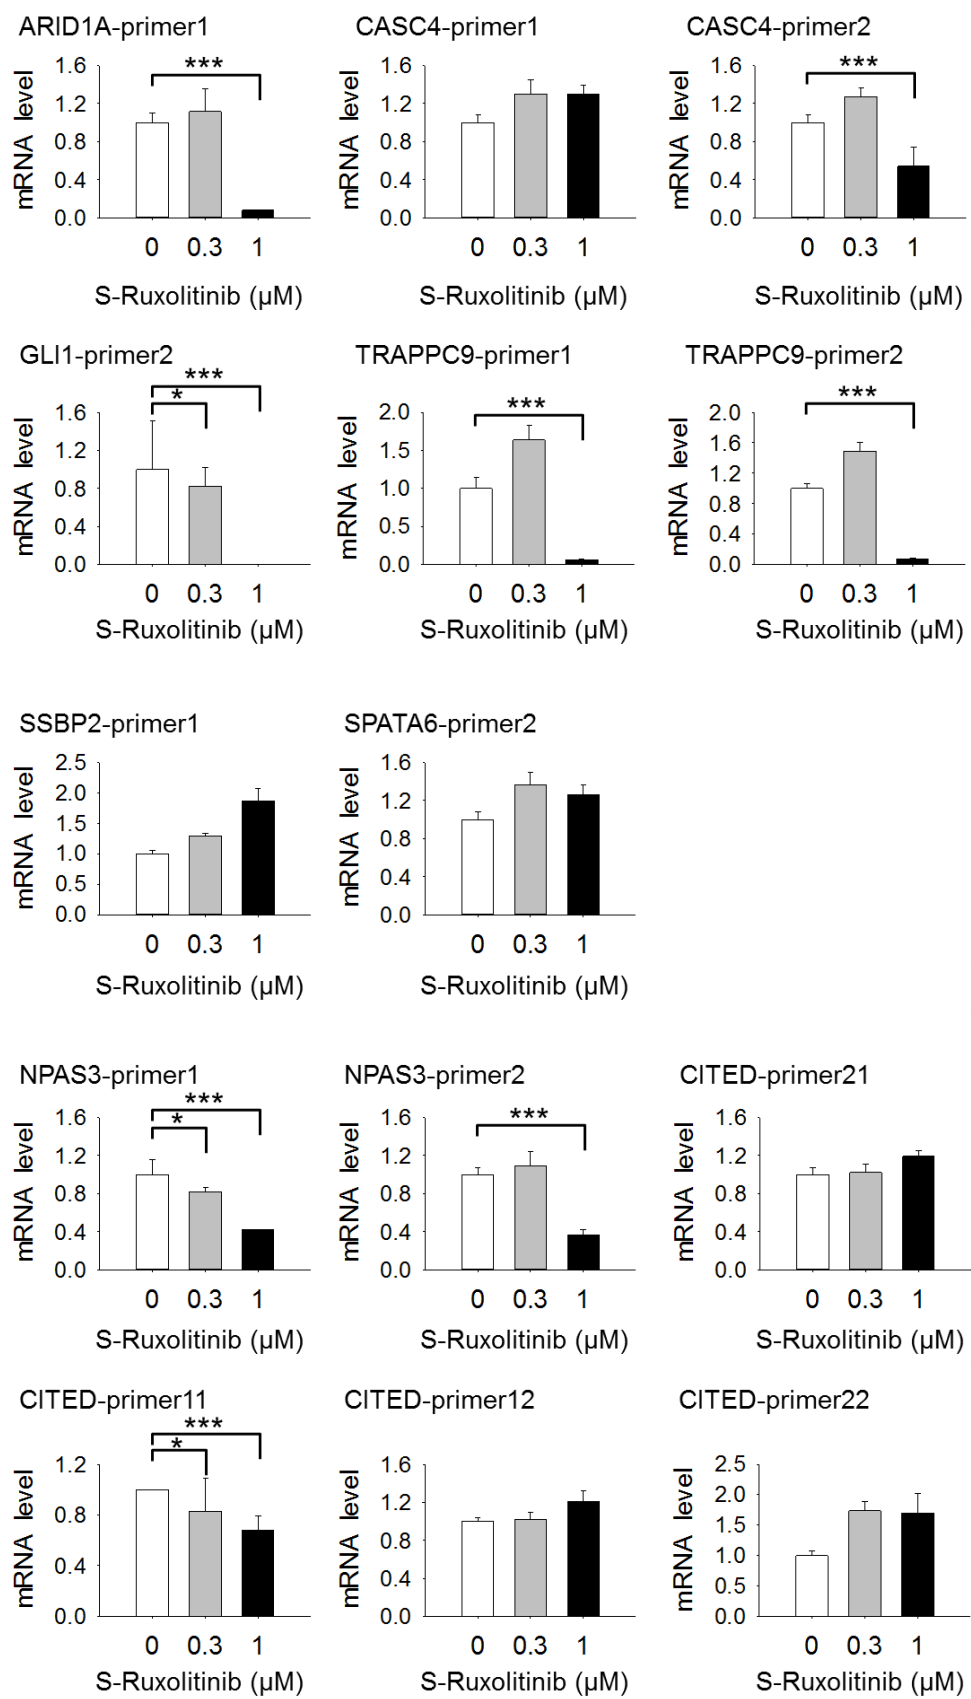 ARID1A-primer1
CASC4-primer1
CASC4-primer2
mRNA level
1.6
1.2
0.8
0.4
0.0
***
0 0.3 1
S-Ruxolitinib (µM)
mRNA level
1.6
1.2
0.8
0.4
0.0
0 0.3 1
S-Ruxolitinib (µM)
mRNA level
1.6
1.2
0.8
0.4
0.0
***
0 0.3 1
S-Ruxolitinib (µM)
GLI1-primer2
TRAPPC9-primer1
TRAPPC9-primer2
mRNA level
1.6
1.2
0.8
0.4
0.0
***
*
0 0.3 1
S-Ruxolitinib (µM)
mRNA level
2.0
1.5
1.0
0.5
0.0
***
0 0.3 1
S-Ruxolitinib (µM)
mRNA level
2.0
1.6
1.2
0.8
0.4
0.0
***
0 0.3 1
S-Ruxolitinib (µM)
SSBP2-primer1
SPATA6-primer2
mRNA level
2.5
2.0
1.5
1.0
0.5
0.0
0 0.3 1
S-Ruxolitinib (µM)
mRNA level
1.6
1.2
0.8
0.4
0.0
0 0.3 1
S-Ruxolitinib (µM)
NPAS3-primer1
NPAS3-primer2
CITED-primer21
mRNA level
1.6
1.2
0.8
0.4
0.0
***
*
0 0.3 1
S-Ruxolitinib (µM)
mRNA level
1.6
1.2
0.8
0.4
0.0
***
0 0.3 1
S-Ruxolitinib (µM)
mRNA level
1.6
1.2
0.8
0.4
0.0
0 0.3 1
S-Ruxolitinib (µM)
CITED-primer11
CITED-primer12
CITED-primer22
mRNA level
1.2
0.8
0.4
0.0
***
*
0 0.3 1
S-Ruxolitinib (µM)
mRNA level
1.6
1.2
0.8
0.4
0.0
0 0.3 1
S-Ruxolitinib (µM)
mRNA level
2.5
2.0
1.5
1.0
0.5
0.0
0 0.3 1
S-Ruxolitinib (µM)